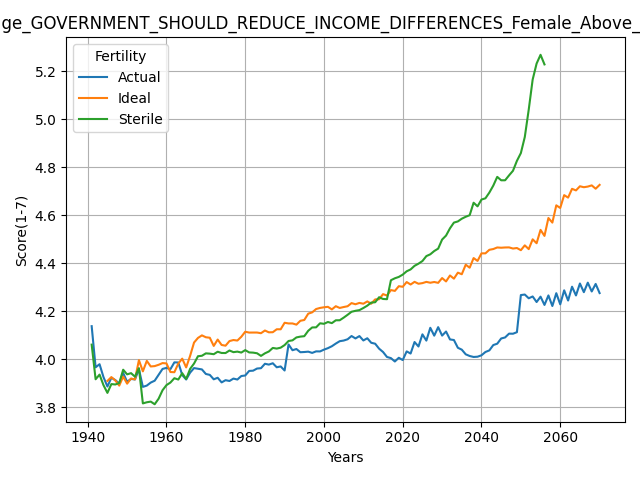 ge_GOVERNMENT_SHOULD_REDUCE_INCOME_DIFFERENCES_Female_Above_
Fertility
Actual
Ideal
Sterile
Score(1-7)
5.2
5.0
4.8
4.6
4.4
4.2
4.0
3.8
1940 1960 1980 2000 2020 2040 2060
Years